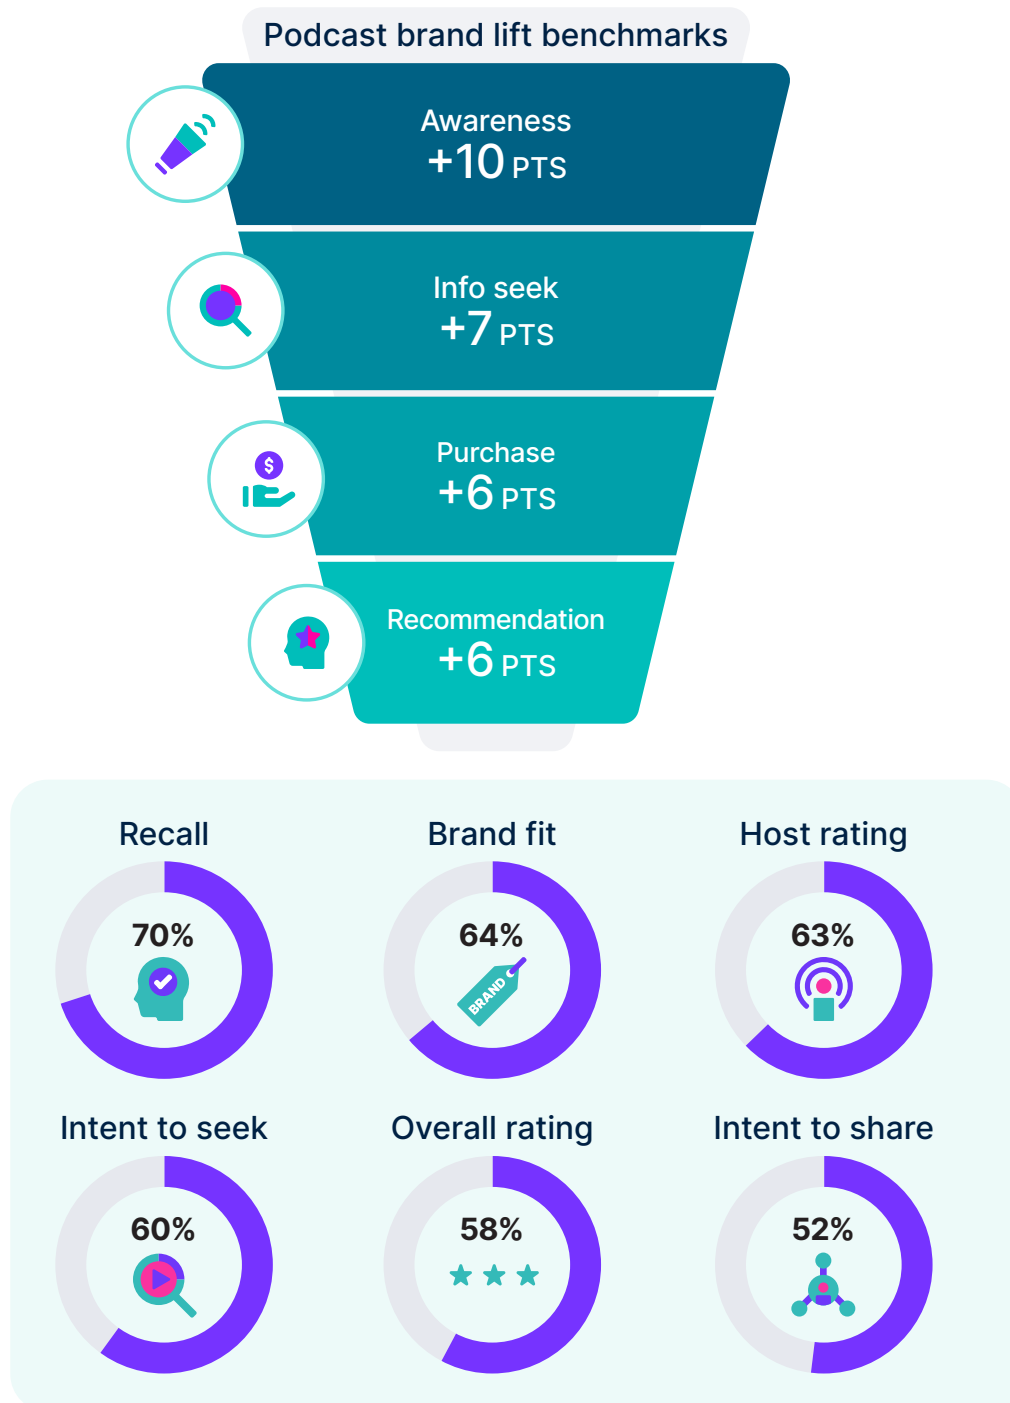 Podcast brand lift benchmarks
Awareness
+10 PTS
Info seek
+7 PTS
Purchase
$
+6 PTS
Recommendation
+6 PTS
Recall
Brand fit
Host rating
70%
64%
63%
BRAND
Intent to seek
Overall rating
Intent to share
60%
58%
52%